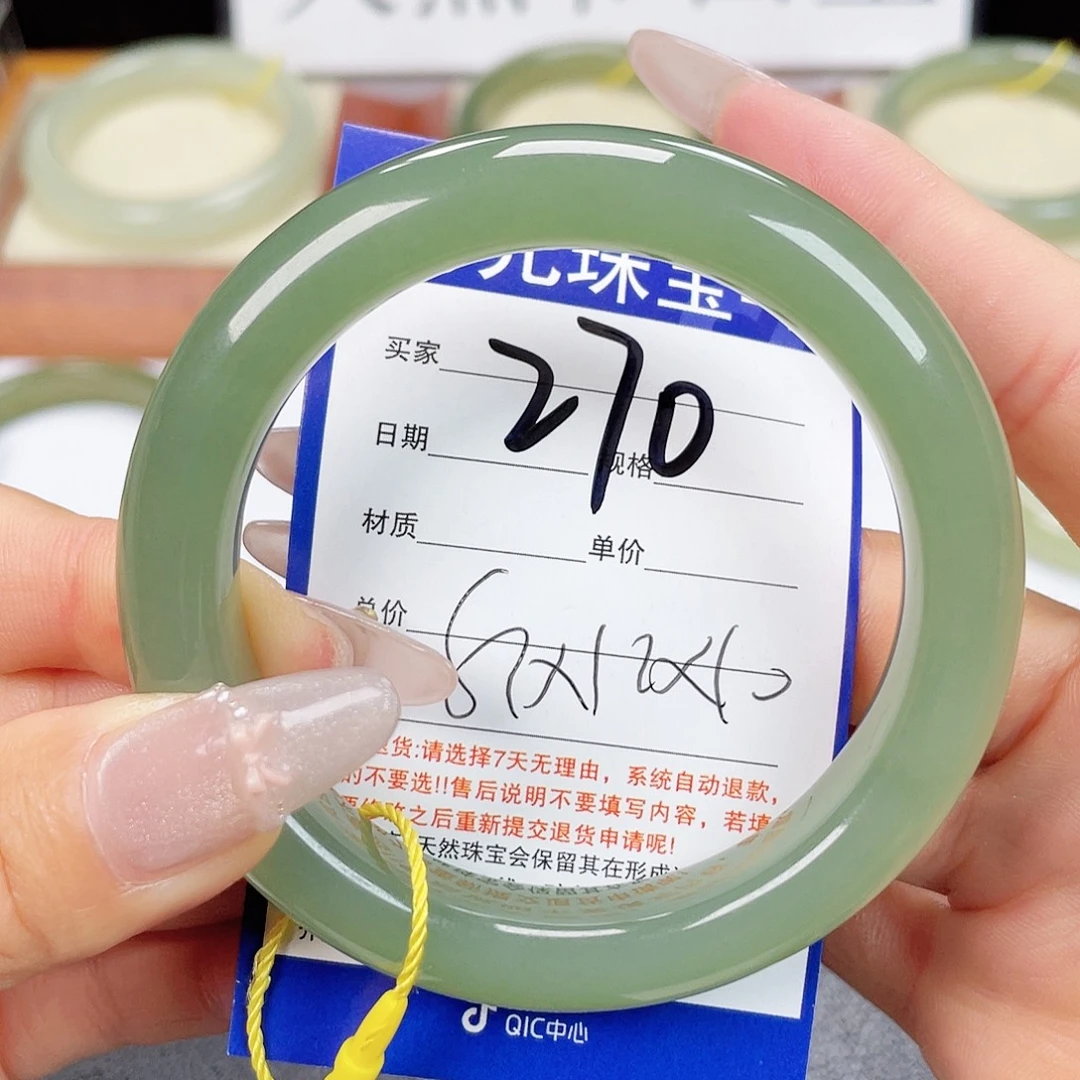 元珠宝
买家 270
日期 规格
材质 单价
总价
退货:请选择7天无理由，系统自动退款，
的不要选!!售后说明不要填写内容，若填
之后重新提交退货申请呢!
天然珠宝会保留其在形成
QIC中心